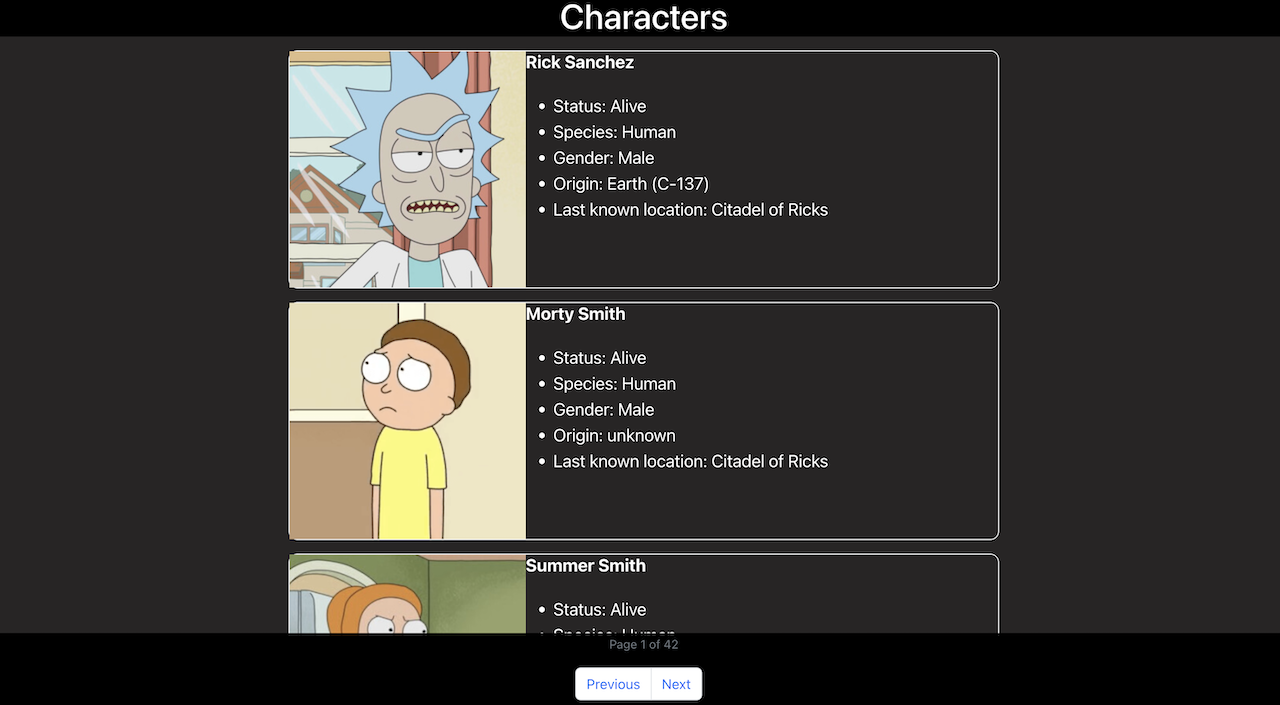 Characters
Rick Sanchez
• Status: Alive
• Species: Human
• Gender: Male
• Origin: Earth (C-137)
• Last known location: Citadel of Ricks
Morty Smith
• Status: Alive
• Species: Human
• Gender: Male
• Origin: unknown
• Last known location: Citadel of Ricks
Summer Smith
• Status: Alive
• Species: Human
Page 1 of 42
Previous Next